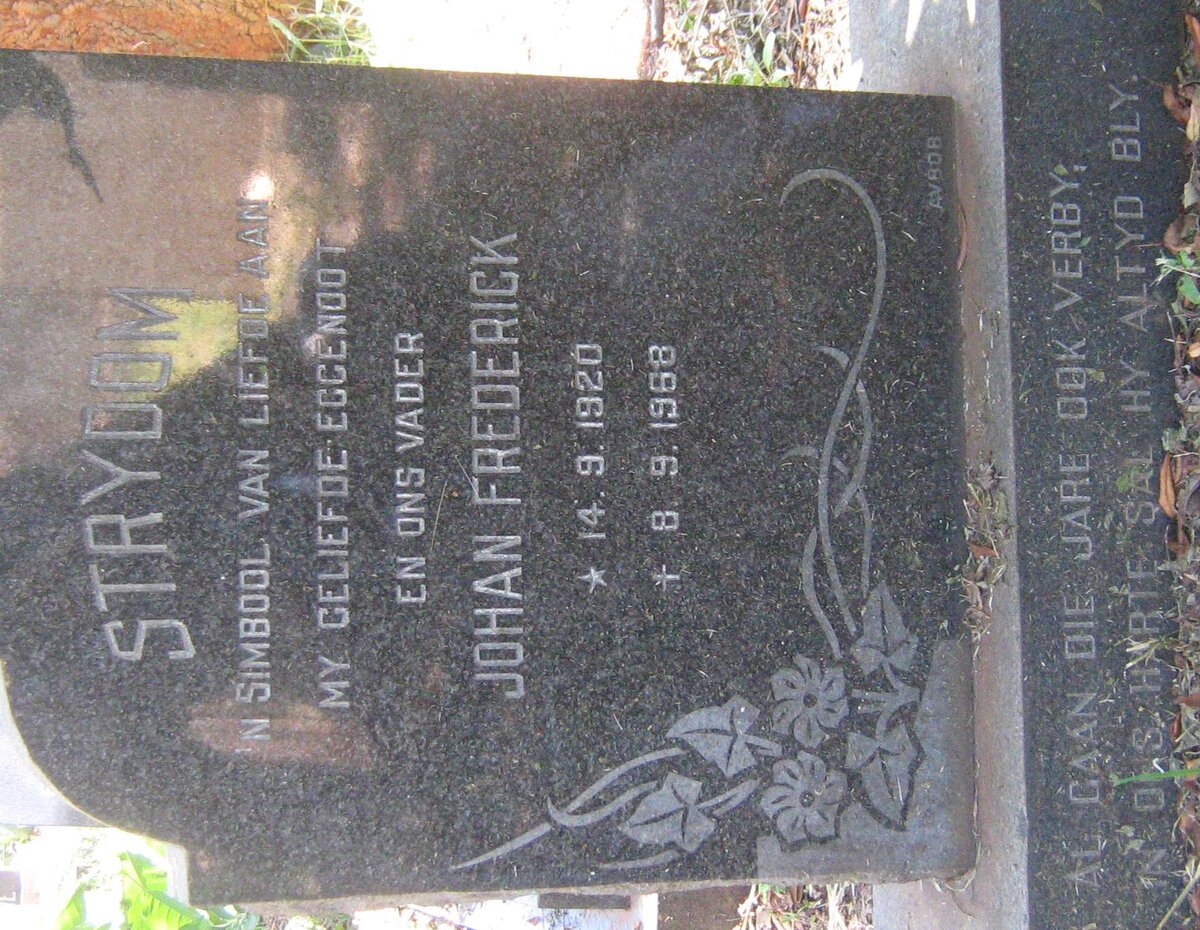 STRYDOM
'N SIMBOOL VAN LIEFDE AAN
MY GELIEFDE EGGENOOT
EN ONS VADER
JOHAN FREDERICK
★ 14. 9. 1920
✝ 8. 9. 1968
AVBOB
AL GAAN DIE JARE OOK VERBY,
IN ONS HARTE SAL HY ALTYD BLY